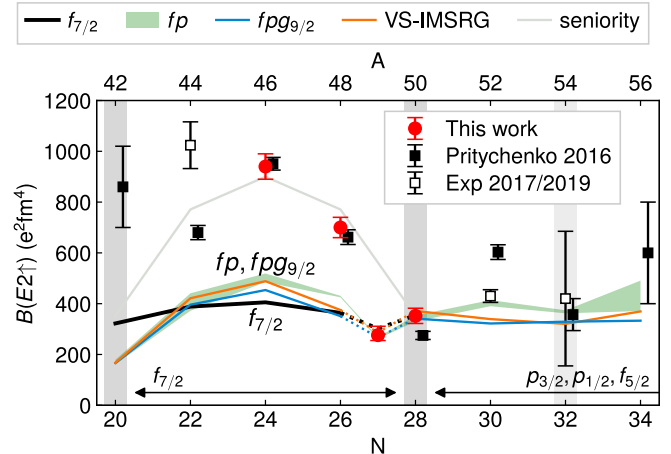 f7/2 fp fpg9/2 VS-IMSRG seniority
A
42 44 46 48 50 52 54 56
This work
Pritychenko 2016
Exp 2017/2019
B(E2↑) (e²fm⁴)
1200
1000
800
600
400
200
0
fp, fpg9/2
f7/2
f7/2
p3/2, p1/2, f5/2
20 22 24 26 28 30 32 34
N